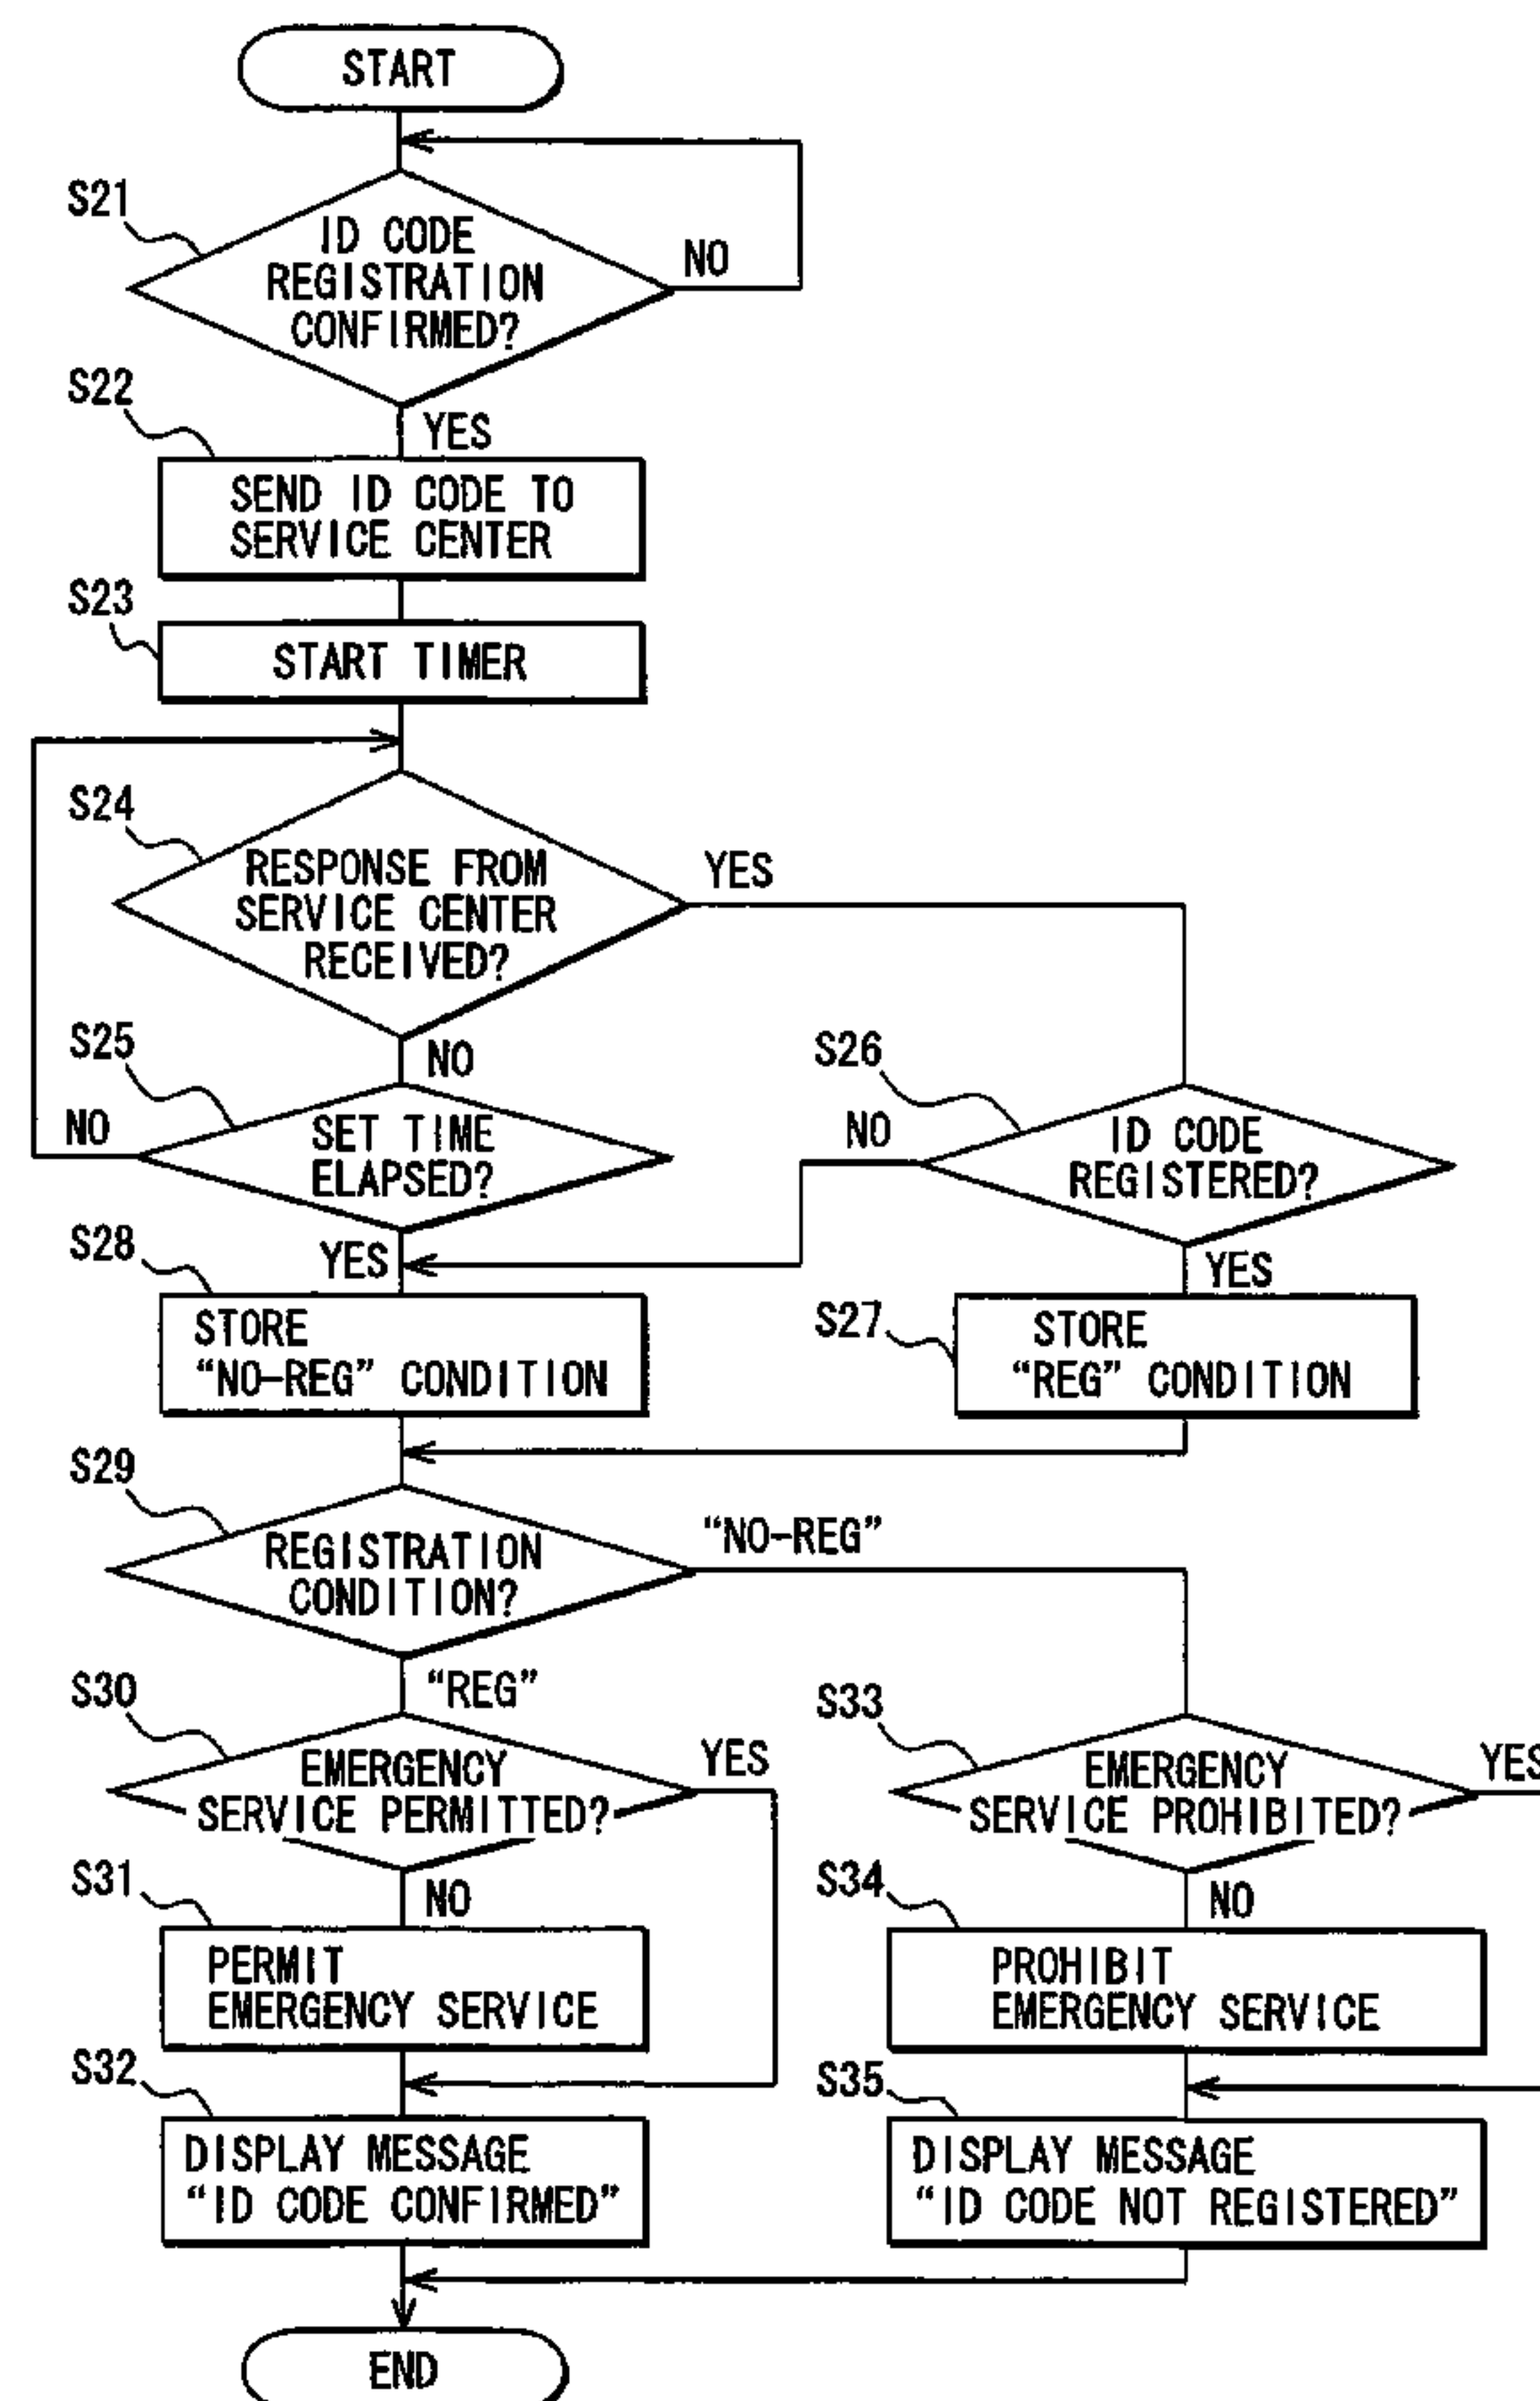 START
S21
ID CODE
REGISTRATION
CONFIRMED?
NO
YES
S22
SEND ID CODE TO
SERVICE CENTER
S23
START TIMER
S24
RESPONSE FROM
SERVICE CENTER
RECEIVED?
YES
NO
S25
SET TIME
ELAPSED?
NO
YES
S26
ID CODE
REGISTERED?
NO
YES
S28
STORE
“NO-REG” CONDITION
S27
STORE
“REG” CONDITION
S29
REGISTRATION
CONDITION?
“NO-REG”
“REG”
S30
EMERGENCY
SERVICE PERMITTED?
YES
NO
S33
EMERGENCY
SERVICE PROHIBITED?
YES
NO
S31
PERMIT
EMERGENCY SERVICE
S34
PROHIBIT
EMERGENCY SERVICE
S32
DISPLAY MESSAGE
“ID CODE CONFIRMED”
S35
DISPLAY MESSAGE
“ID CODE NOT REGISTERED”
END